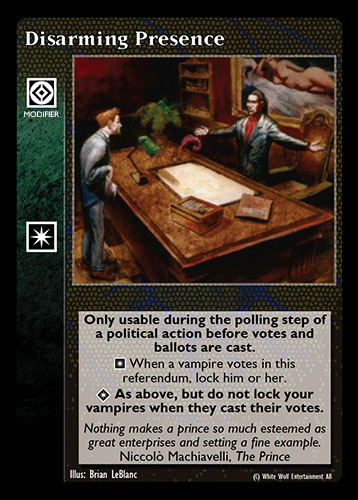 Disarming Presence
MODIFIER
Only usable during the polling step of
a political action before votes and
ballots are cast.
When a vampire votes in this
referendum, lock him or her.
As above, but do not lock your
vampires when they cast their votes.
Nothing makes a prince so much esteemed as
great enterprises and setting a fine example.
Niccolò Machiavelli, The Prince
Illus: Brian LeBlanc
(C) White Wolf Entertainment AB